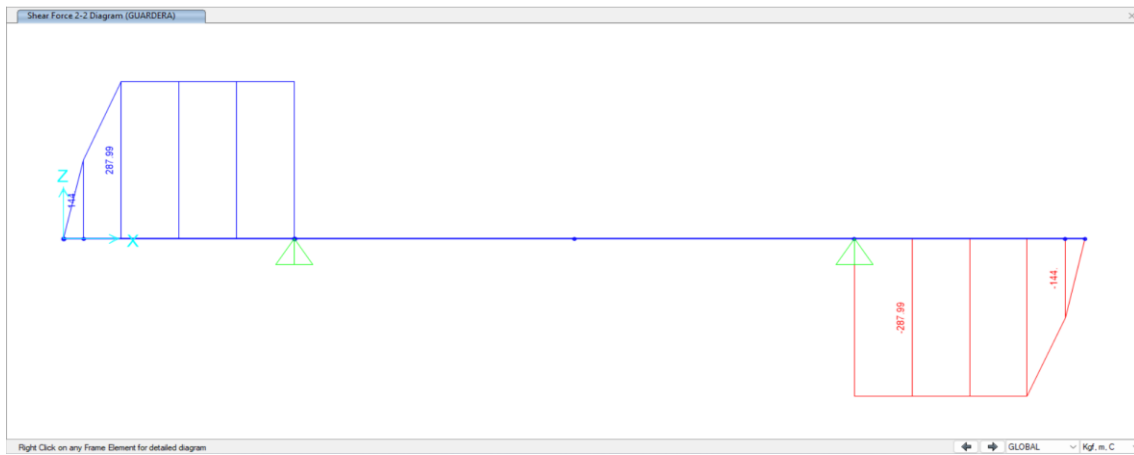 Shear Force 2-2 Diagram (GUARDERA)
287.99
Z
144.
X
-287.99
-144.
Right Click on any Frame Element for detailed diagram
GLOBAL
Kgf, m, C